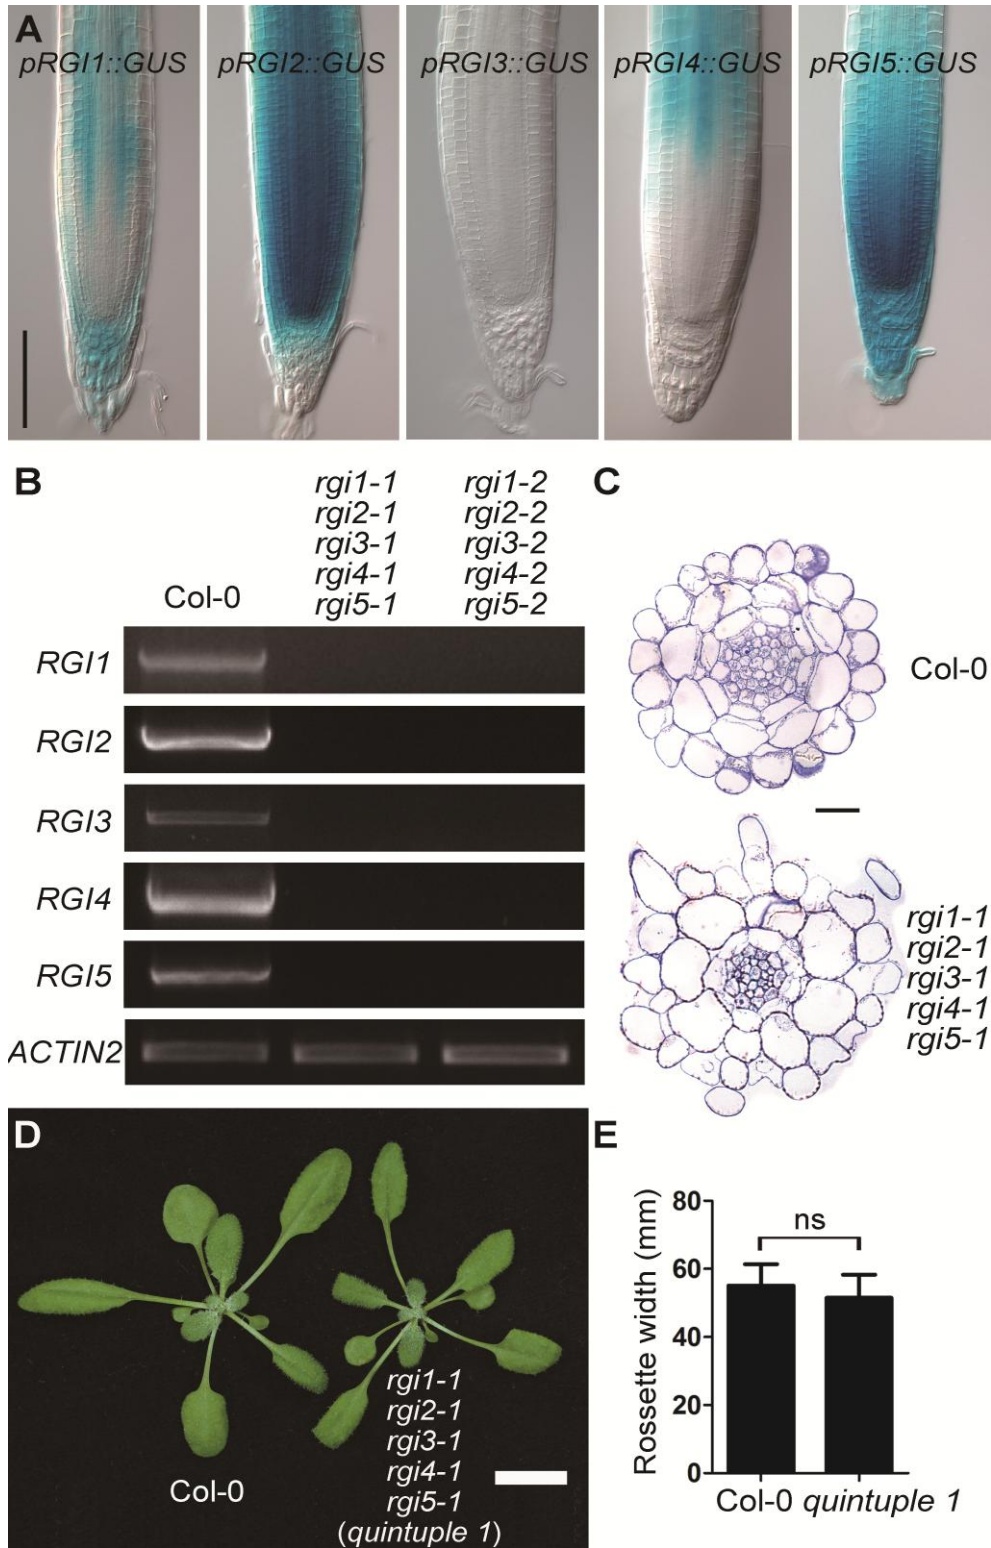 A
pRGI1::GUS
pRGI2::GUS
pRGI3::GUS
pRGI4::GUS
pRGI5::GUS
B
Col-0
rgi1-1
rgi2-1
rgi3-1
rgi4-1
rgi5-1
rgi1-2
rgi2-2
rgi3-2
rgi4-2
rgi5-2
RGI1
RGI2
RGI3
RGI4
RGI5
ACTIN2
C
Col-0
rgi1-1
rgi2-1
rgi3-1
rgi4-1
rgi5-1
D
Col-0
rgi1-1
rgi2-1
rgi3-1
rgi4-1
rgi5-1
(quintuple 1)
E
Rossette width (mm)
80
60
40
20
0
ns
Col-0
quintuple 1